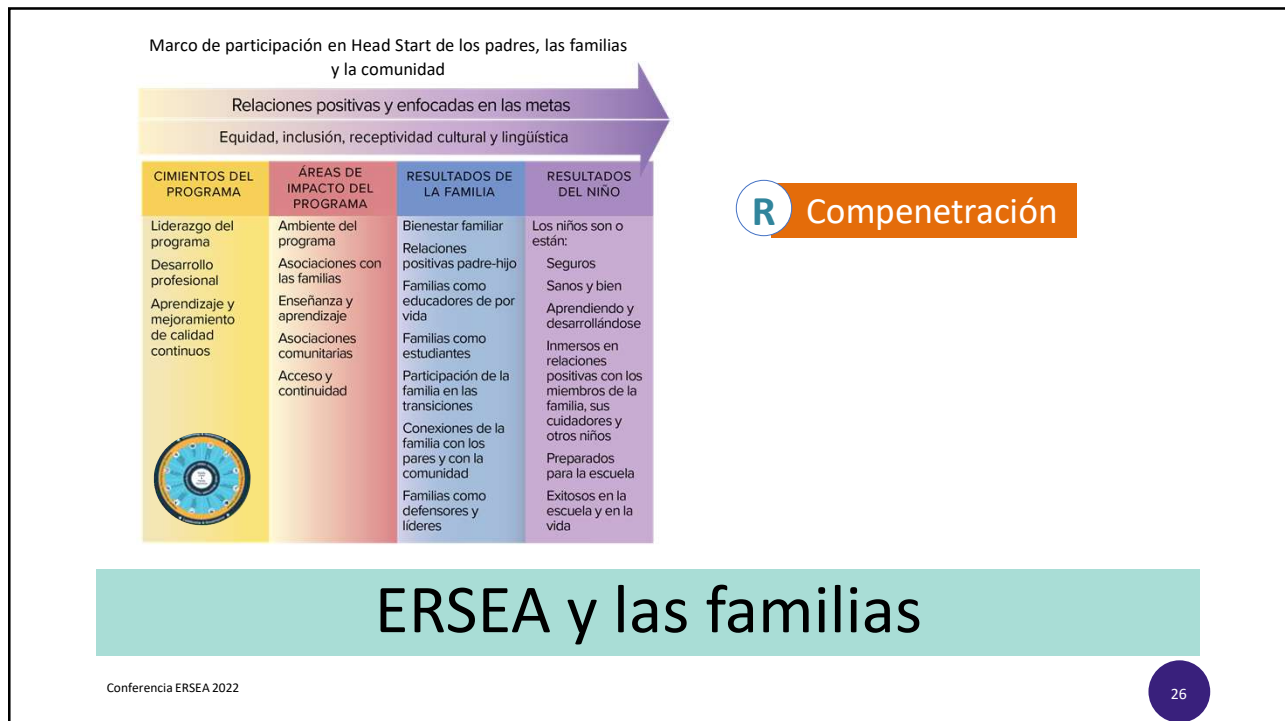 Marco de participación en Head Start de los padres, las familias
y la comunidad
Relaciones positivas y enfocadas en las metas
Equidad, inclusión, receptividad cultural y lingüística
CIMIENTOS DEL
PROGRAMA
Liderazgo del
programa
Desarrollo
profesional
Aprendizaje y
mejoramiento
de calidad
continuos
ÁREAS DE
IMPACTO DEL
PROGRAMA
Ambiente del
programa
Asociaciones con
las familias
Enseñanza y
aprendizaje
Asociaciones
comunitarias
Acceso y
continuidad
RESULTADOS DE
LA FAMILIA
Bienestar familiar
Relaciones
positivas padre-hijo
Familias como
educadores de por
vida
Familias como
estudiantes
Participación de la
familia en las
transiciones
Conexiones de la
familia con los
pares y con la
comunidad
Familias como
defensores y
líderes
RESULTADOS
DEL NIÑO
Los niños son o
están:
Seguros
Sanos y bien
Aprendiendo y
desarrollándose
Inmersos en
relaciones
positivas con los
miembros de la
familia, sus
cuidadores y
otros niños
Preparados
para la escuela
Exitosos en la
escuela y en la
vida
R Compenetración
ERSEA y las familias
Conferencia ERSEA 2022
26